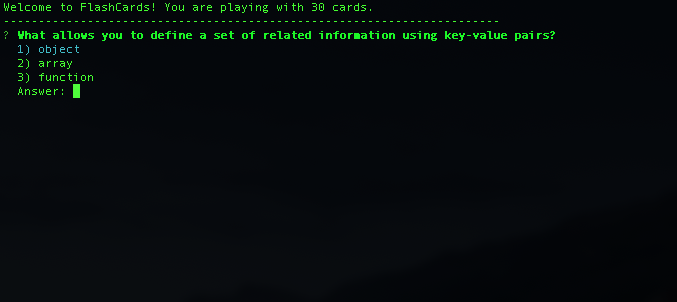 Welcome to FlashCards! You are playing with 30 cards.
-----------------------------------------------------------------------
? What allows you to define a set of related information using key-value pairs?
1) object
2) array
3) function
Answer: